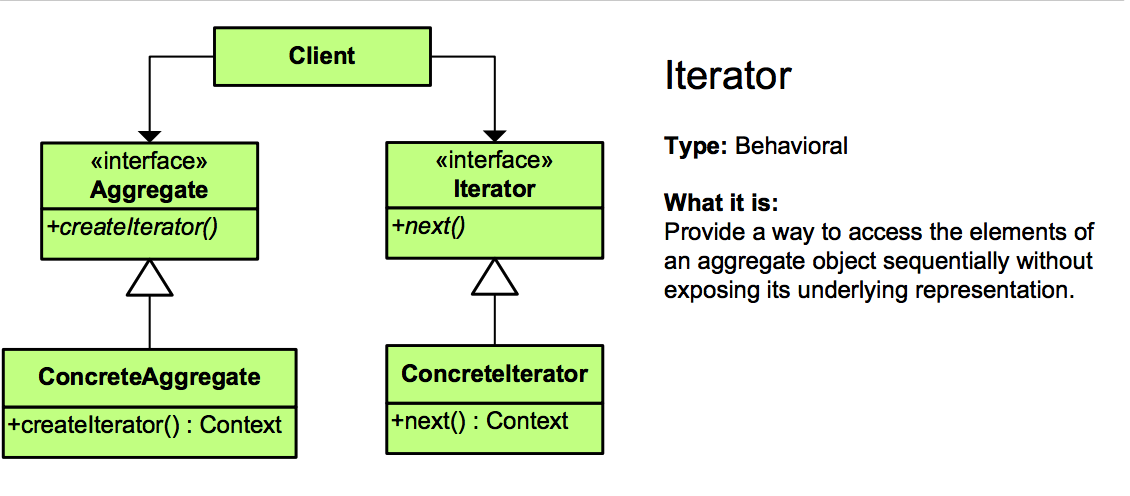 Client
«interface»
Aggregate
+createIterator()
«interface»
Iterator
+next()
ConcreteAggregate
+createIterator() : Context
ConcreteIterator
+next() : Context
Iterator
Type: Behavioral
What it is:
Provide a way to access the elements of
an aggregate object sequentially without
exposing its underlying representation.